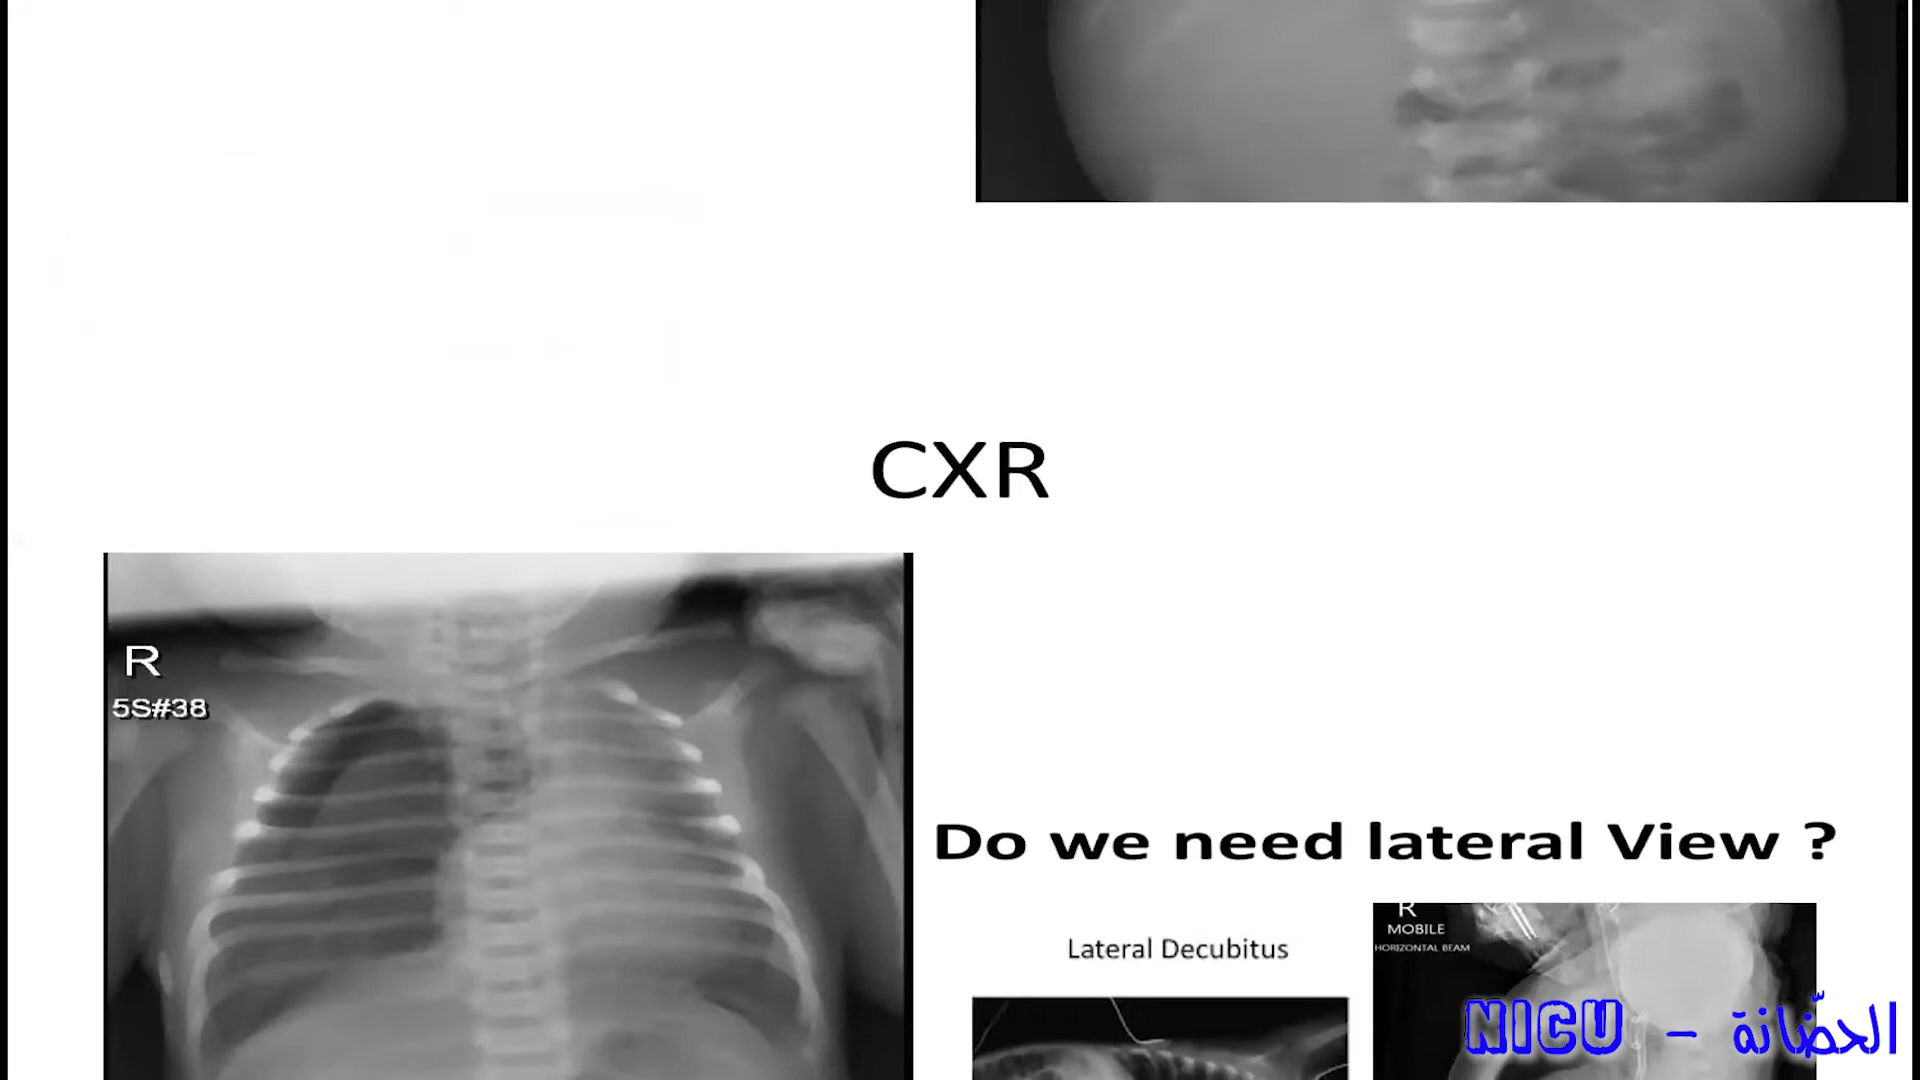 CXR
R
5S#38
Do we need lateral View ?
Lateral Decubitus
R
MOBILE
HORIZONTAL BEAM
NICU - الحضّانة